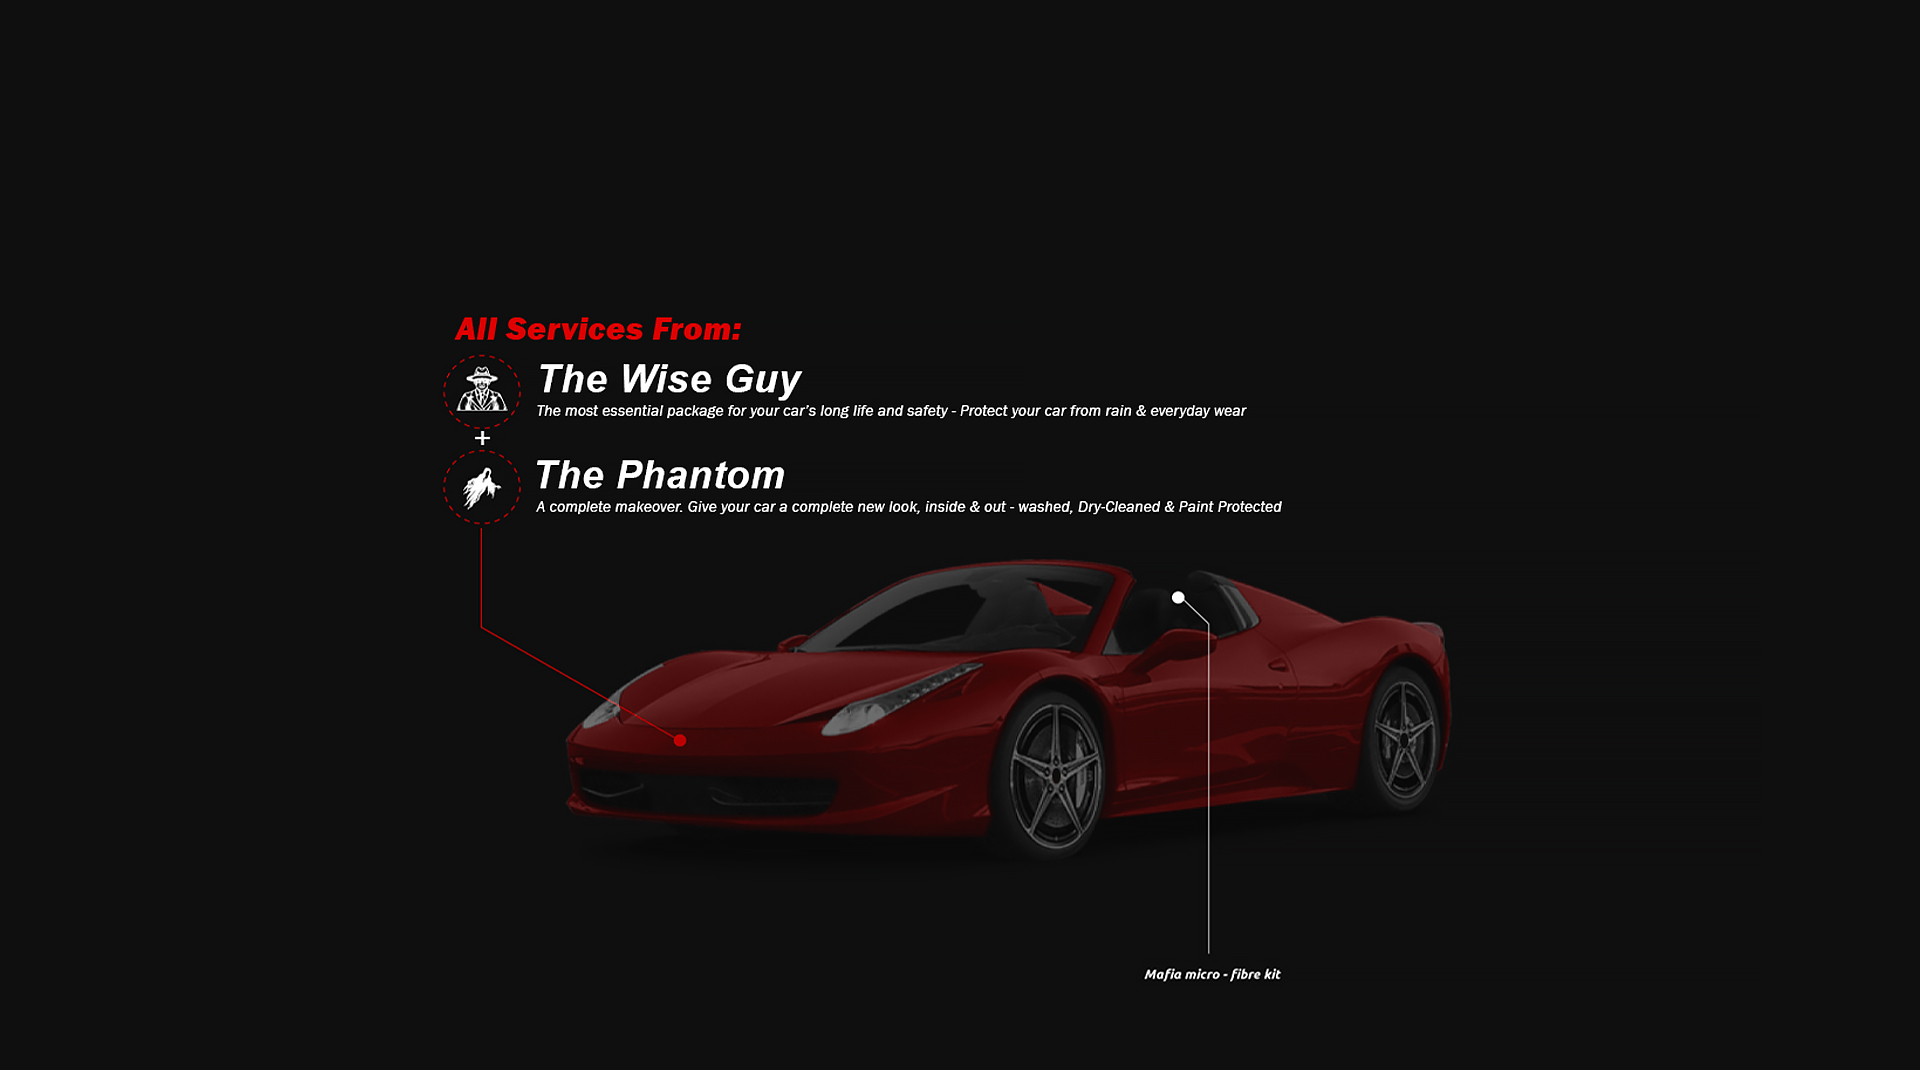 All Services From:
The Wise Guy
The most essential package for your car’s long life and safety - Protect your car from rain & everyday wear
+
The Phantom
A complete makeover. Give your car a complete new look, inside & out - washed, Dry-Cleaned & Paint Protected
Mafia micro - fibre kit